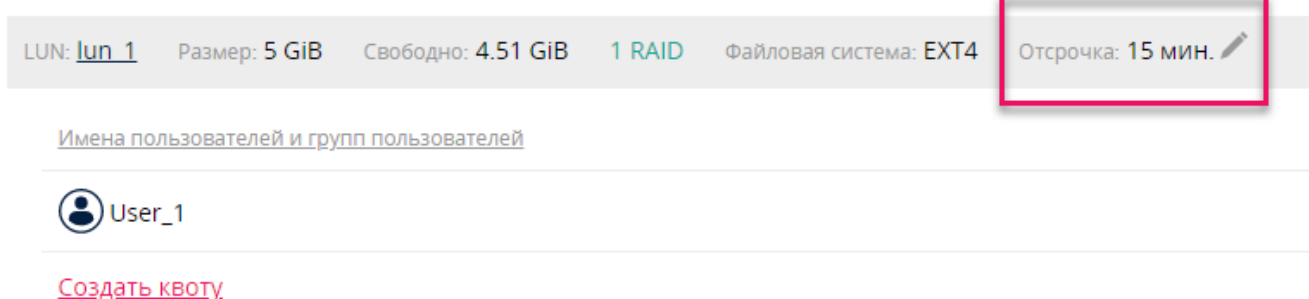 LUN: lun_1 Размер: 5 GiB Свободно: 4.51 GiB 1 RAID Файловая система: EXT4 Отсрочка: 15 мин.
Имена пользователей и групп пользователей
User_1
Создать квоту